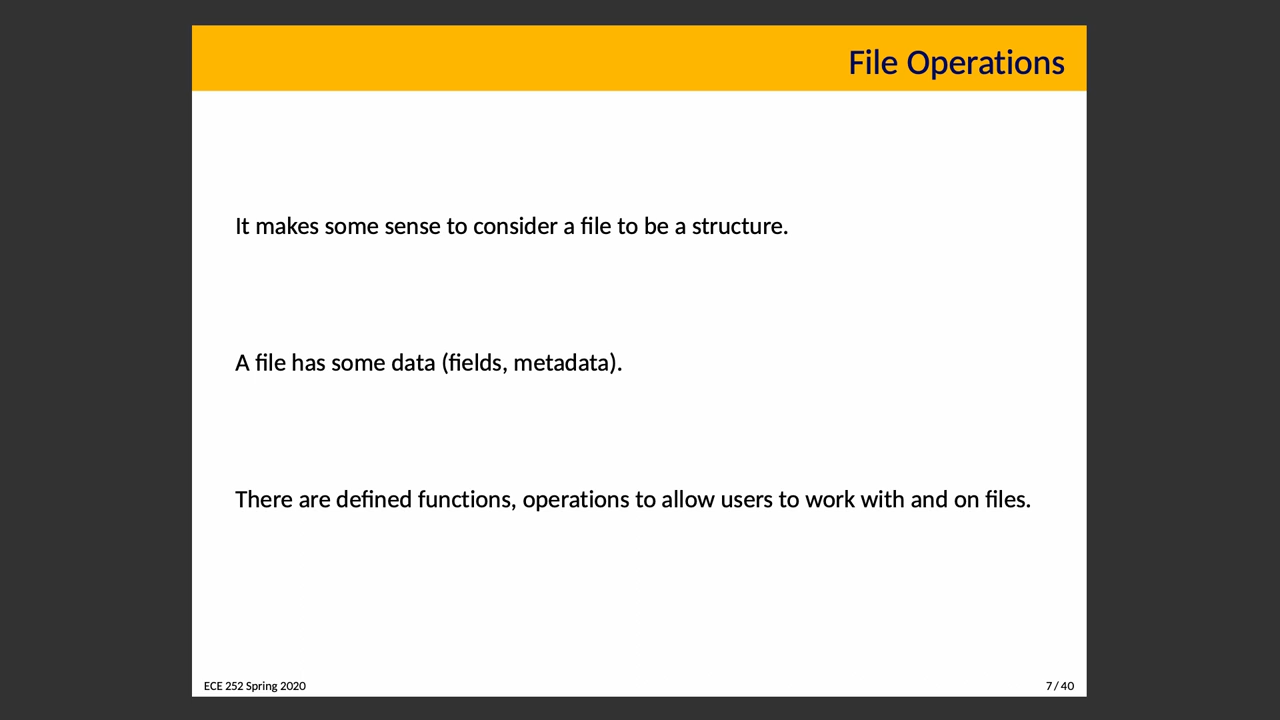 File Operations
It makes some sense to consider a file to be a structure.
A file has some data (fields, metadata).
There are defined functions, operations to allow users to work with and on files.
ECE 252 Spring 2020
7 / 40